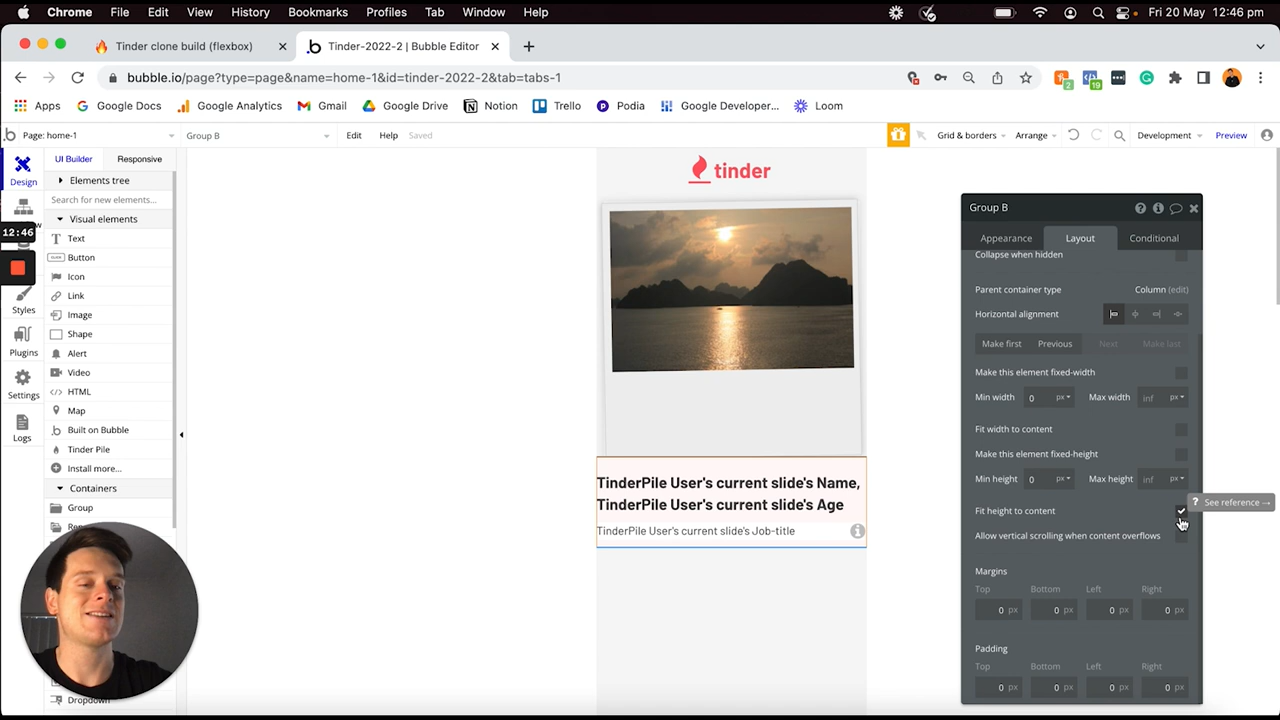 Chrome File Edit View History Bookmarks Profiles Tab Window Help Fri 20 May 12:46 pm
Tinder clone build (flexbox) Tinder-2022-2 | Bubble Editor
bubble.io/page?type=page&name=home-1&id=tinder-2022-2&tab=tabs-1
2 19
Apps Google Docs Google Analytics Gmail Google Drive Notion Trello Podia Google Developer... Loom
Page: home-1 Group B Edit Help Saved Grid & borders Arrange Development Preview
UI Builder Responsive
Design
Elements tree
Search for new elements...
Visual elements
Text
12:46
Button
Icon
Link
Styles
Image
Shape
Plugins
Alert
Video
Settings
HTML
Map
Logs
Built on Bubble
Tinder Pile
Install more...
Containers
Group
Dropdown
tinder
TinderPile User's current slide's Name,
TinderPile User's current slide's Age
TinderPile User's current slide's Job-title
Group B
Appearance Layout Conditional
Collapse when hidden
Parent container type Column (edit)
Horizontal alignment
Make first Previous Next Make last
Make this element fixed-width
Min width 0 px Max width inf px
Fit width to content
Make this element fixed-height
Min height 0 px Max height inf px
? See reference →
Fit height to content
Allow vertical scrolling when content overflows
Margins
Top Bottom Left Right
0 px 0 px 0 px 0 px
Padding
Top Bottom Left Right
0 px 0 px 0 px 0 px